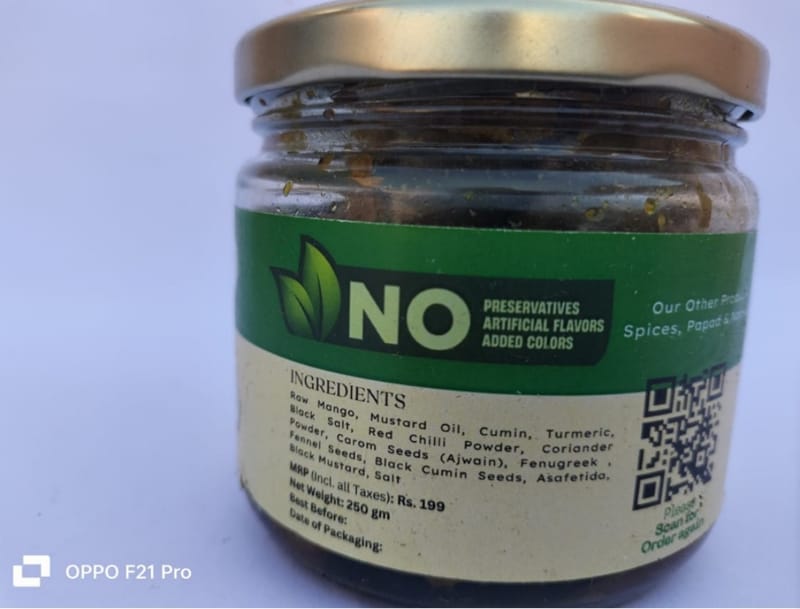 NO
PRESERVATIVES
ARTIFICIAL FLAVORS
ADDED COLORS
Our Other
Spices, Papad &
INGREDIENTS
Raw Mango, Mustard Oil, Cumin, Turmeric,
Black Salt, Red Chilli Powder, Coriander
Powder, Carom Seeds (Ajwain), Fenugreek ,
Fennel Seeds, Black Cumin Seeds, Asafetida,
Black Mustard, Salt
MRP (Incl. all Taxes): Rs. 199
Net Weight: 250 gm
Best Before:
Date of Packaging:
Please
Scan for
Order again
OPPO F21 Pro